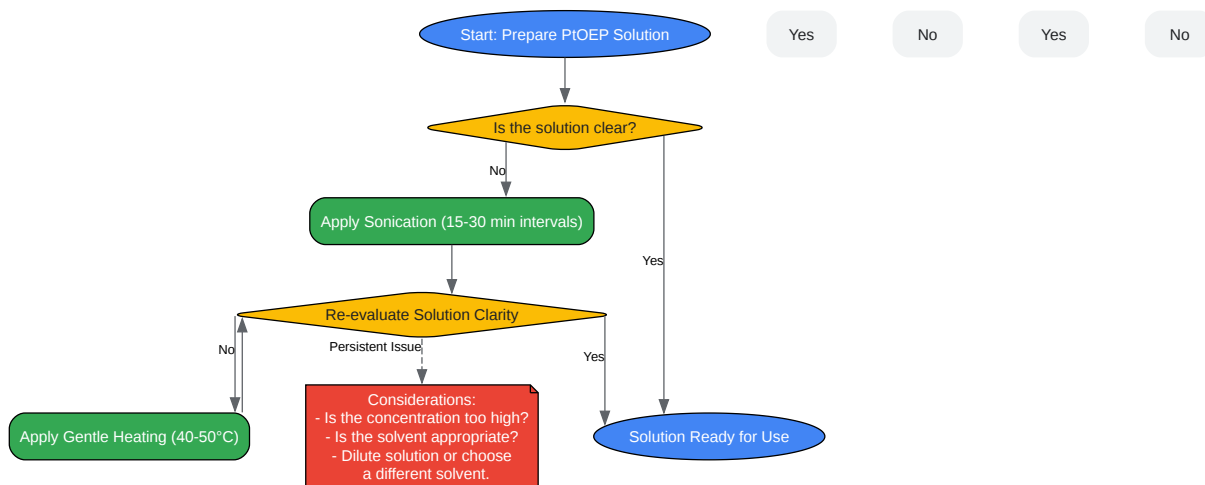 Start: Prepare PtOEP Solution
Yes
No
Yes
No
Is the solution clear?
No
Apply Sonication (15-30 min intervals)
Yes
Re-evaluate Solution Clarity
No
Persistent Issue
Yes
Considerations:
- Is the concentration too high?
- Is the solvent appropriate?
- Dilute solution or choose
a different solvent.
Apply Gentle Heating (40-50°C)
Solution Ready for Use